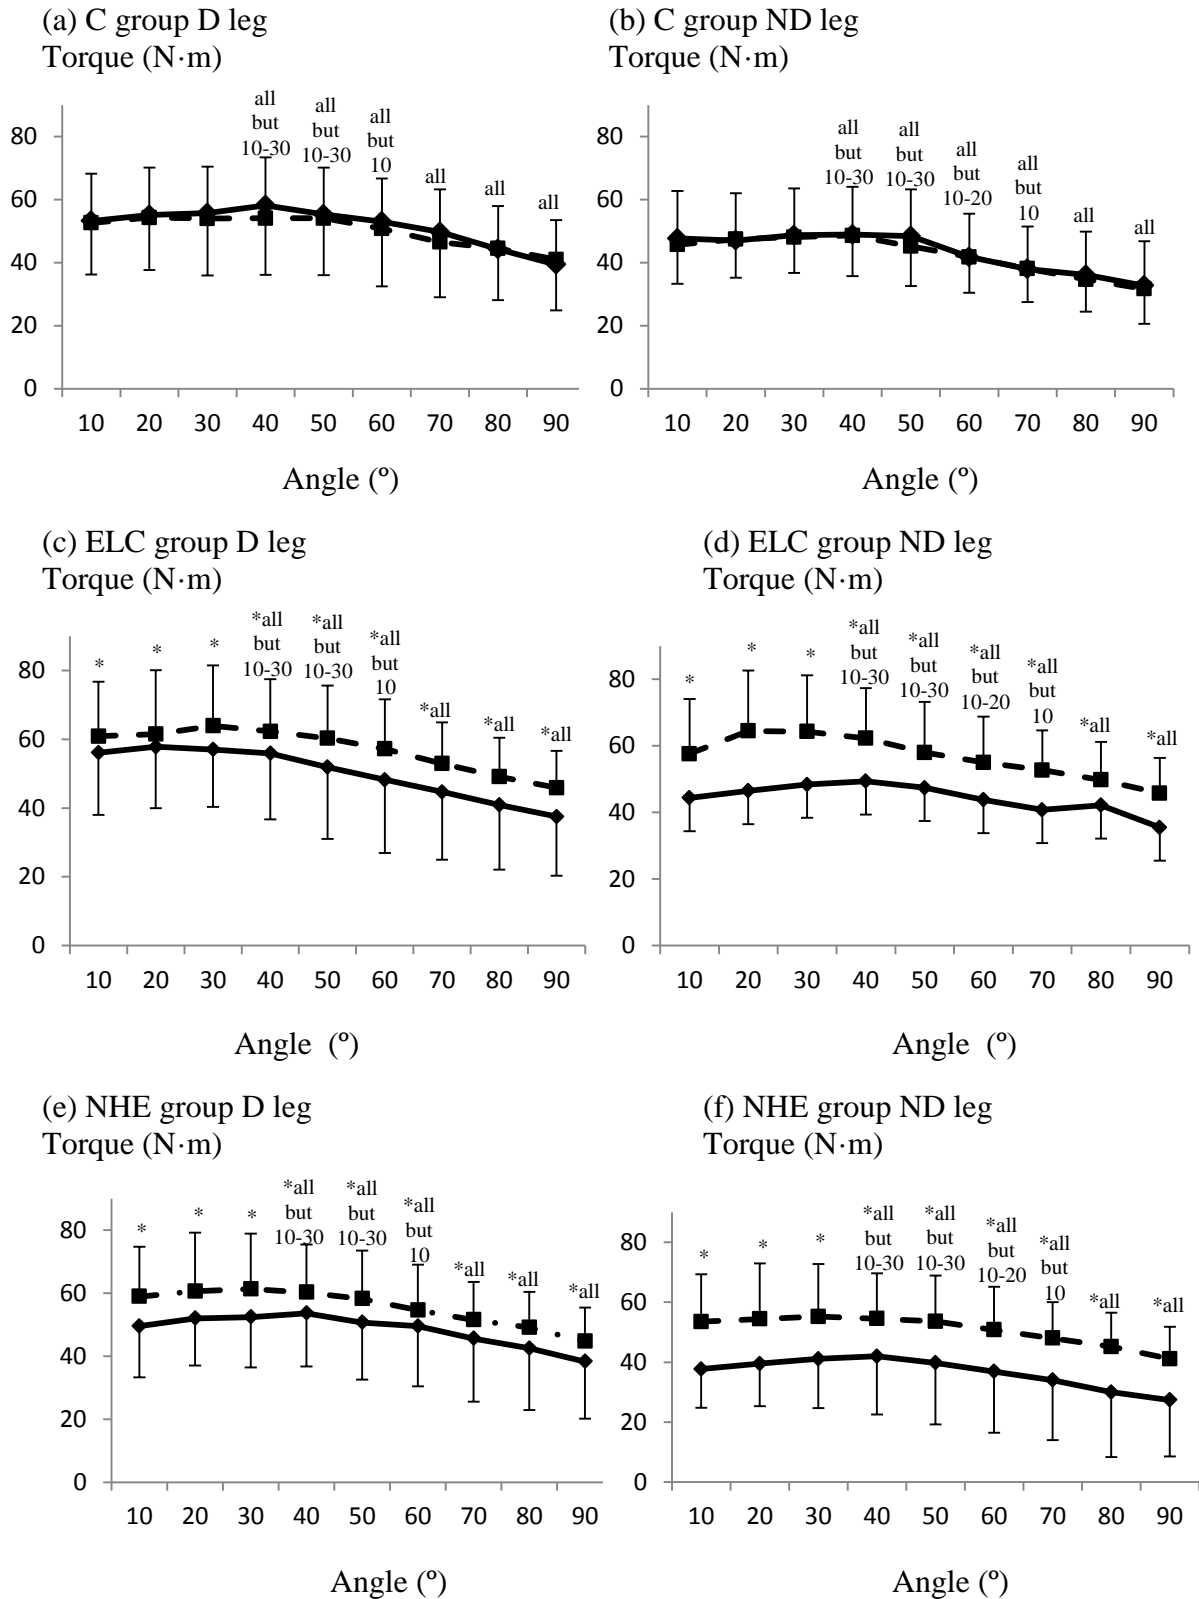 (a) C group D leg
Torque (N·m)
all
but
10-30
all
but
10-30
all
but
10
all
all
all
80
60
40
20
0
10 20 30 40 50 60 70 80 90
Angle (º)
(b) C group ND leg
Torque (N·m)
all
but
10-30
all
but
10-30
all
but
10-20
all
but
10
all
all
80
60
40
20
0
10 20 30 40 50 60 70 80 90
Angle (º)
(c) ELC group D leg
Torque (N·m)
*
*
*
*all
but
10-30
*all
but
10-30
*all
but
10
*all
*all
*all
80
60
40
20
0
10 20 30 40 50 60 70 80 90
Angle (º)
(d) ELC group ND leg
Torque (N·m)
*
*
*
*all
but
10-30
*all
but
10-30
*all
but
10-20
*all
but
10
*all
*all
80
60
40
20
0
10 20 30 40 50 60 70 80 90
Angle (º)
(e) NHE group D leg
Torque (N·m)
*
*
*
*all
but
10-30
*all
but
10-30
*all
but
10
*all
*all
*all
80
60
40
20
0
10 20 30 40 50 60 70 80 90
Angle (º)
(f) NHE group ND leg
Torque (N·m)
*
*
*
*all
but
10-30
*all
but
10-30
*all
but
10-20
*all
but
10
*all
*all
80
60
40
20
0
10 20 30 40 50 60 70 80 90
Angle (º)